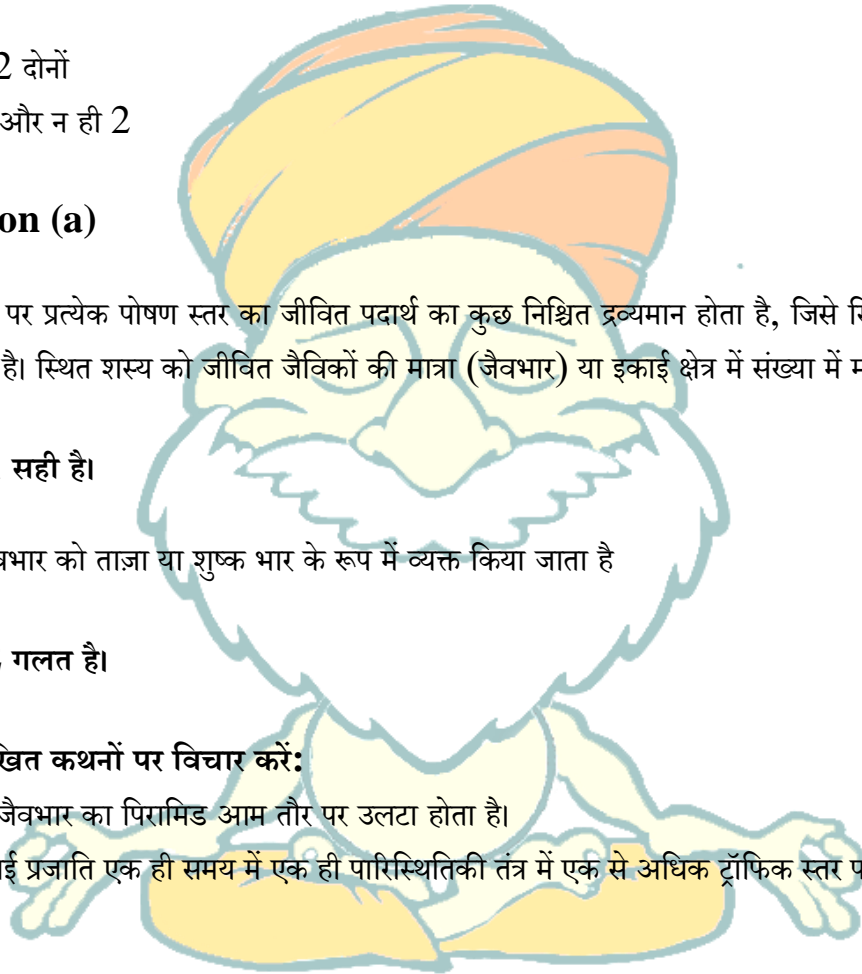 2 दोनों
और न ही 2
on (a)
पर प्रत्येक पोषण स्तर का जीवित पदार्थ का कुछ निश्चित द्रव्यमान होता है, जिसे
है। स्थित शस्य को जीवित जैविकों की मात्रा (जैवभार) या इकाई क्षेत्र में संख्या में
सही है।
भार को ताज़ा या शुष्क भार के रूप में व्यक्त किया जाता है
गलत है।
खित कथनों पर विचार करें:
जैवभार का पिरामिड आम तौर पर उलटा होता है।
ई प्रजाति एक ही समय में एक ही पारिस्थितिकी तंत्र में एक से अधिक ट्रॉफिक स्तर प